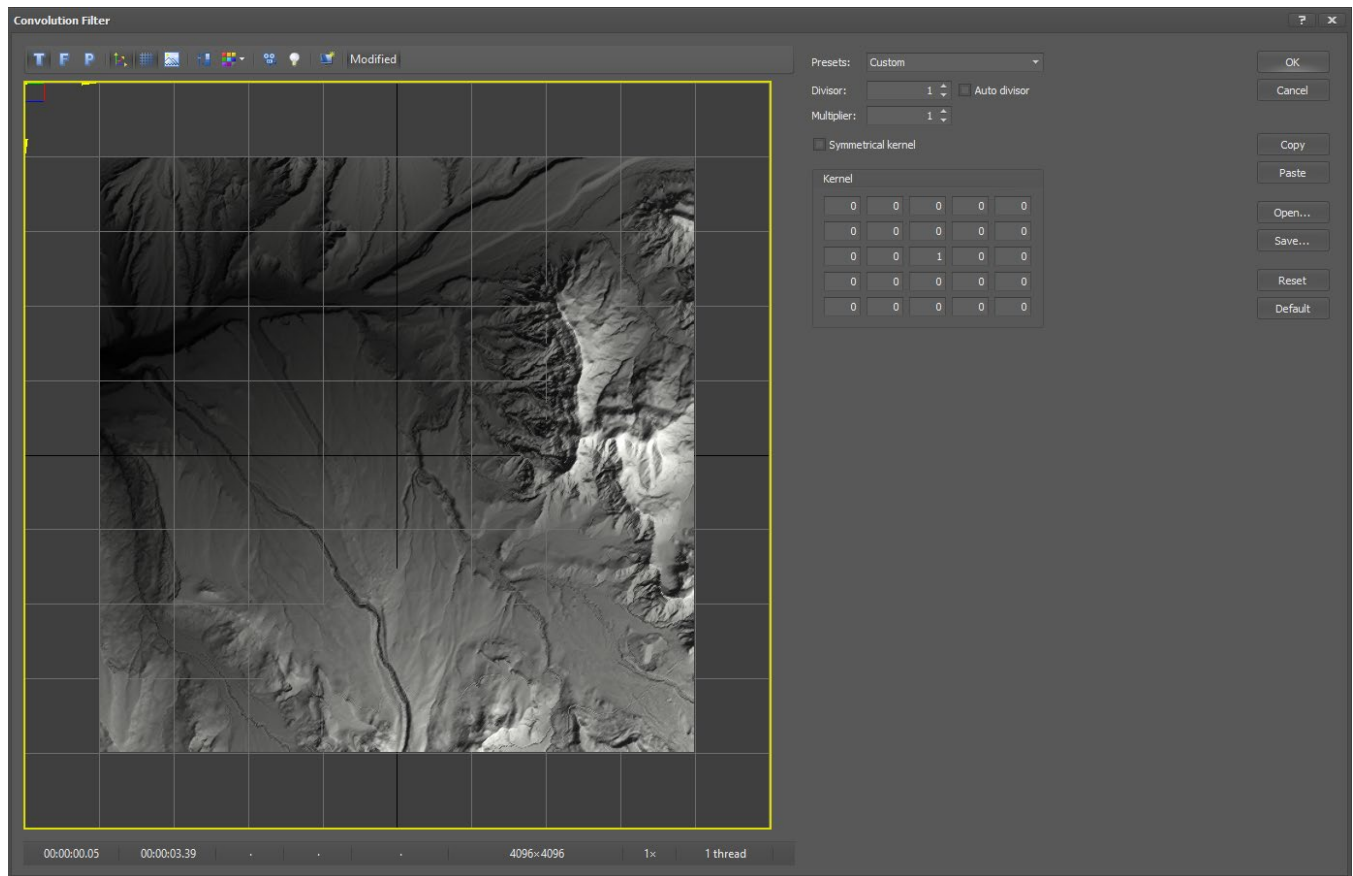 Convolution Filter
? x
T F P Modified
Presets: Custom
Divisor: 1 Auto divisor
Multiplier: 1
Symmetrical kernel
Kernel
0 0 0 0 0
0 0 0 0 0
0 0 1 0 0
0 0 0 0 0
0 0 0 0 0
OK
Cancel
Copy
Paste
Open...
Save...
Reset
Default
00:00:00.05 00:00:03.39 . . . 4096×4096 1× 1 thread